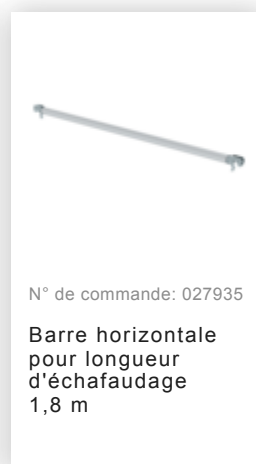 N° de commande: 027935
Barre horizontale
pour longueur
d'échafaudage
1,8 m